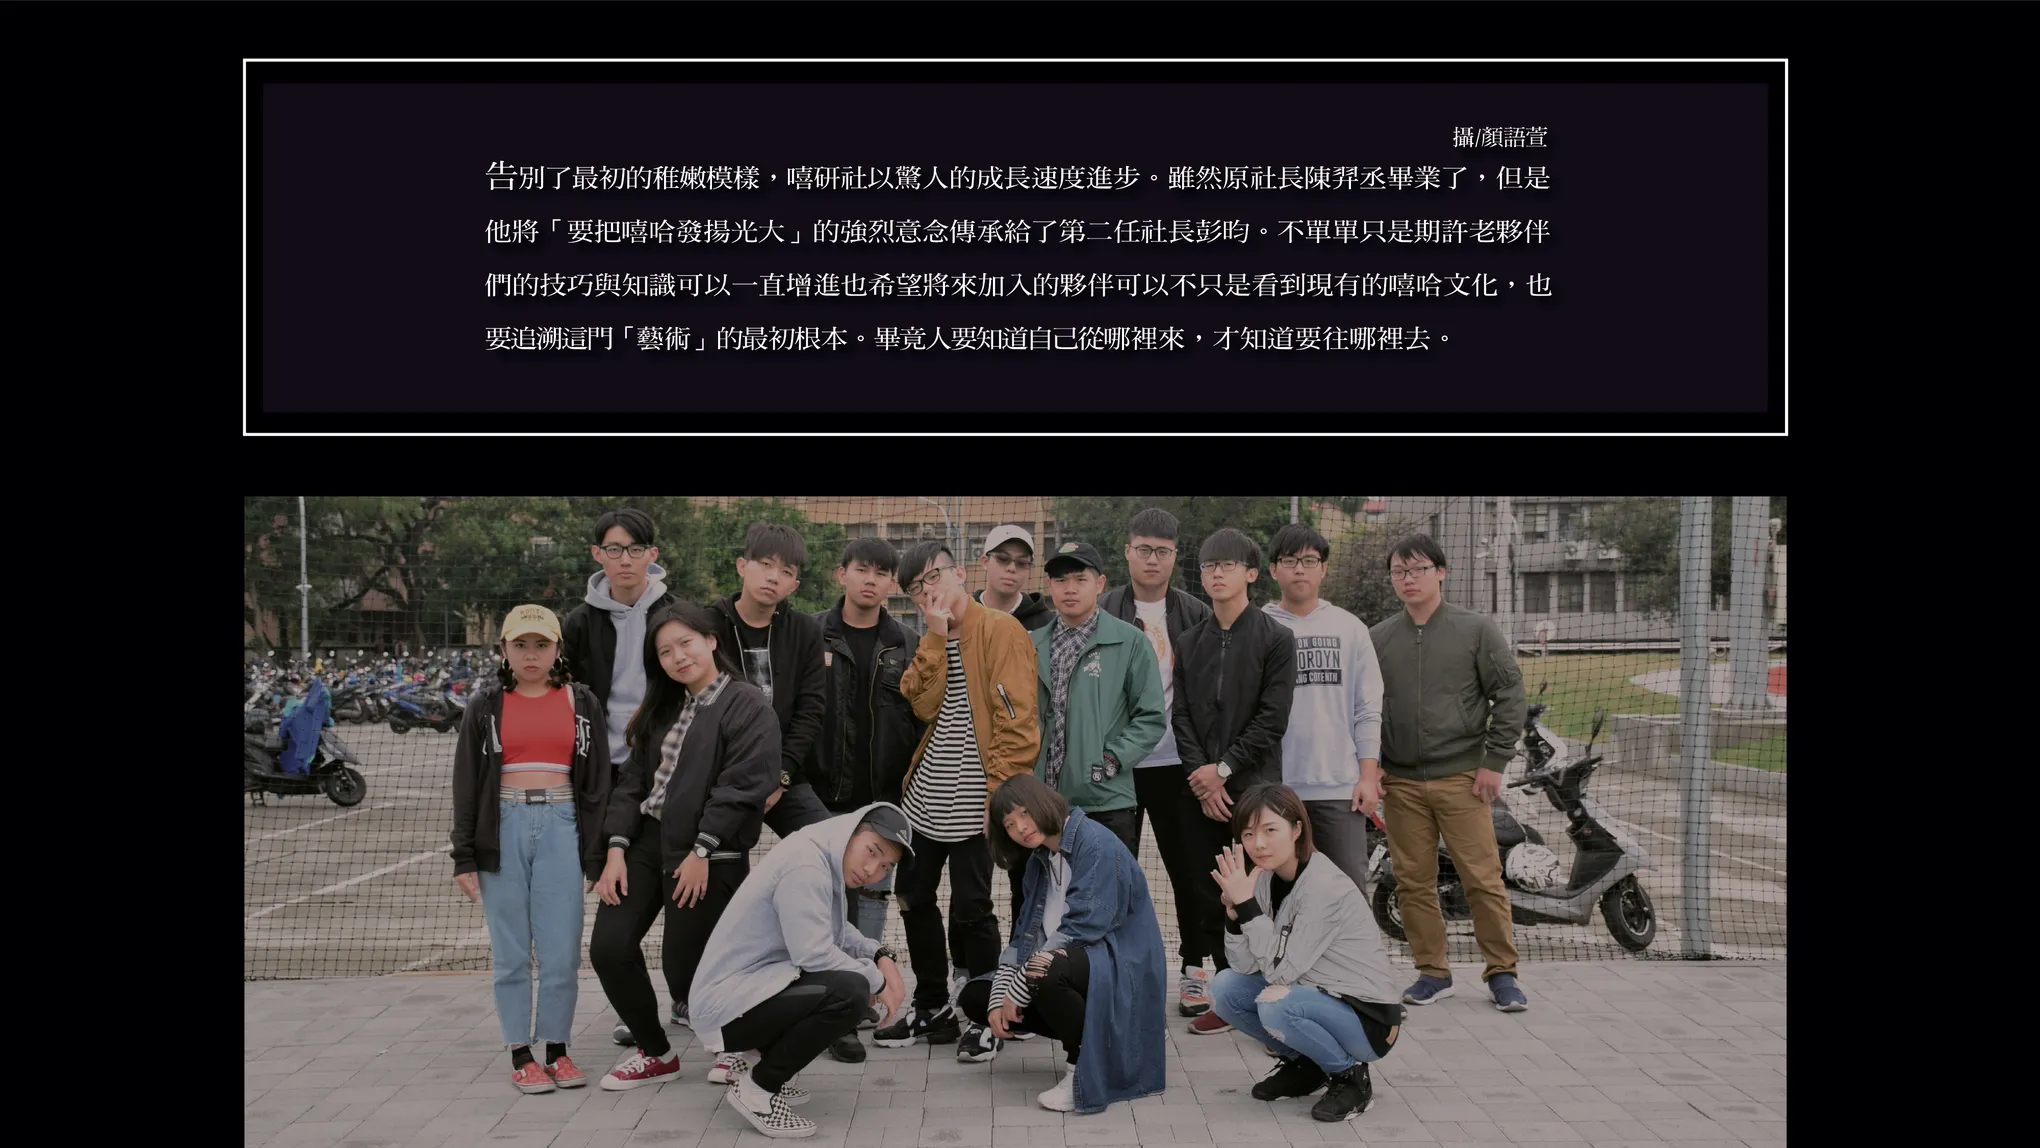 攝/顏語萱
告別了最初的稚嫩模樣，嘻研社以驚人的成長速度進步。雖然原社長陳羿丞畢業了，但是
他將「要把嘻哈發揚光大」的強烈意念傳承給了第二任社長彭昀。不單單只是期許老夥伴
們的技巧與知識可以一直增進也希望將來加入的夥伴可以不只是看到現有的嘻哈文化，也
要追溯這門「藝術」的最初根本。畢竟人要知道自己從哪裡來，才知道要往哪裡去。
ON GOING
ORDYN